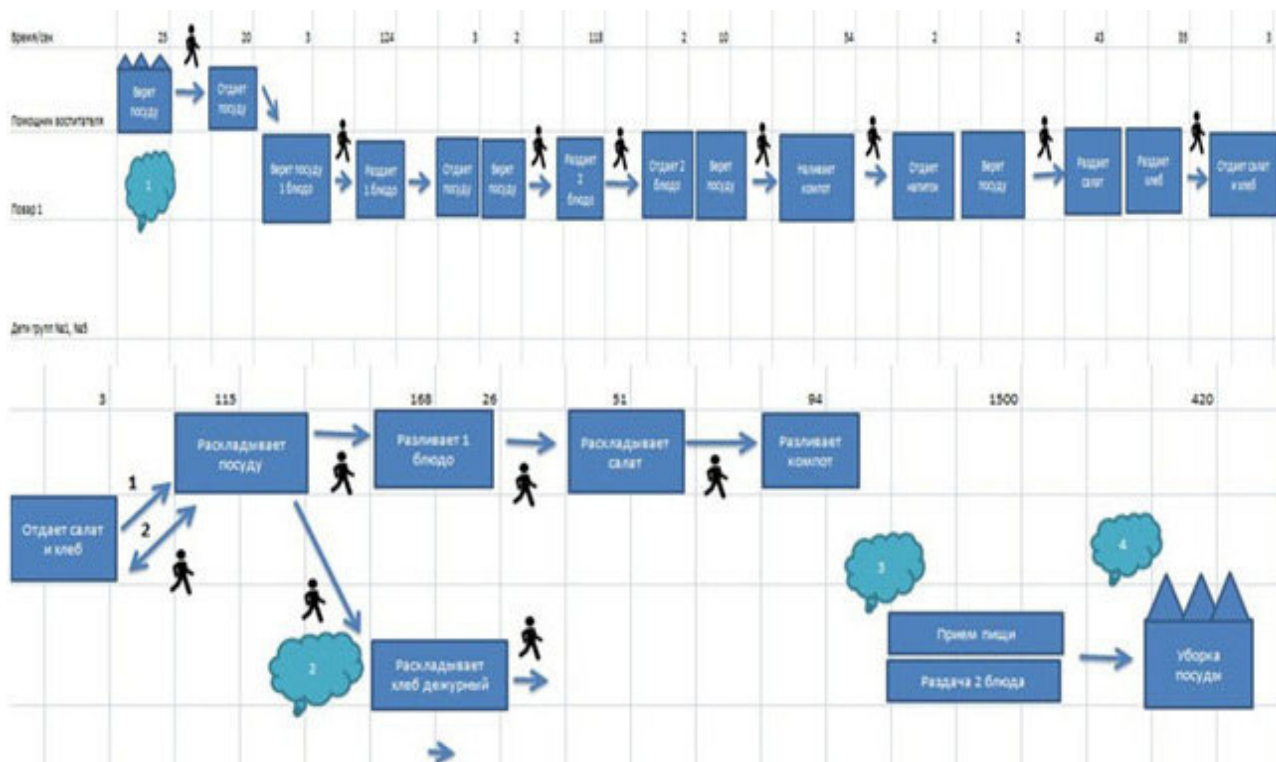 Время/сек 25 20 3 124 3 2 118 2 10 54 2 2 43 35 3
Берет
посуду
Отдает
посуду
Помощник воспитателя
Берет посуду
1 блюдо
Раздает
1 блюдо
Отдает
посуду
Берет
посуду
Раздает
2
блюдо
Отдает 2
блюдо
Берет
посуду
Наливает
компот
Отдает
напиток
Берет
посуду
Раздает
салат
Раздает
хлеб
Отдает салат
и хлеб
1
Повар 1
Дети групп №1, №5
3 115 168 26 51 94 1500 420
Раскладывает
посуду
Разливает 1
блюдо
Раскладывает
салат
Разливает
компот
1
2
Отдает салат
и хлеб
3
4
2
Раскладывает
хлеб дежурный
Прием пищи
Раздача 2 блюда
Уборка
посуды